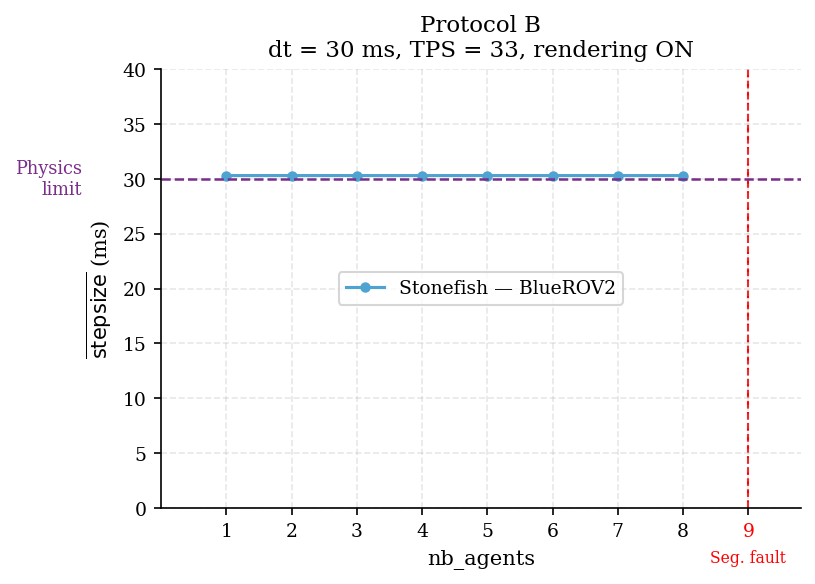 Protocol B
dt = 30 ms, TPS = 33, rendering ON
40
35
Physics
limit
30
25
20
15
10
5
0
stepsize (ms)
Stonefish — BlueROV2
1 2 3 4 5 6 7 8 9
nb_agents
Seg. fault